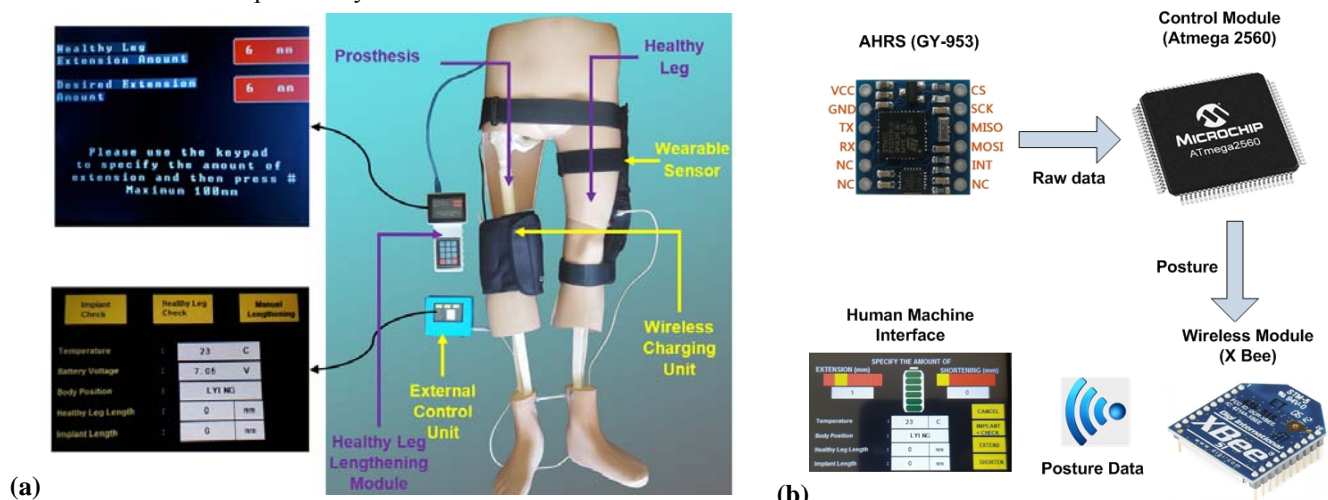 Healthy Leg
Extension Amount
6 mm
Desired Extension
Amount
6 mm
Please use the keypad
to specify the amount of
extension and then press #
Maximum 100mm
Implant
Check
Healthy Leg
Check
Manuel
Lengthening
Temperature : 23 C
Battery Voltage : 7.05 V
Body Position : LYING
Healthy Leg Length : 0 mm
Implant Length : 0 mm
Prosthesis
Healthy
Leg
Wearable
Sensor
Wireless
Charging
Unit
External
Control
Unit
Healthy Leg
Lengthening
Module
(a)
AHRS (GY-953)
VCC
GND
TX
RX
NC
NC
CS
SCK
MISO
MOSI
INT
NC
Raw data
Control Module
(Atmega 2560)
MICROCHIP
ATmega2560
Posture
Wireless Module
(X Bee)
XBee
Digi International
Posture Data
Human Machine
Interface
SPECIFY THE AMOUNT OF
EXTENSION (mm)
SHORTENING (mm)
1
0
Temperature : 23 C
Body Position : LYING
Healthy Leg Length : 0 mm
Implant Length : 0 mm
CANCEL
IMPLANT
CHECK
EXTEND
SHORTEN
(b)